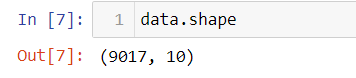 In [7]: 1 data.shape
Out[7]: (9017, 10)